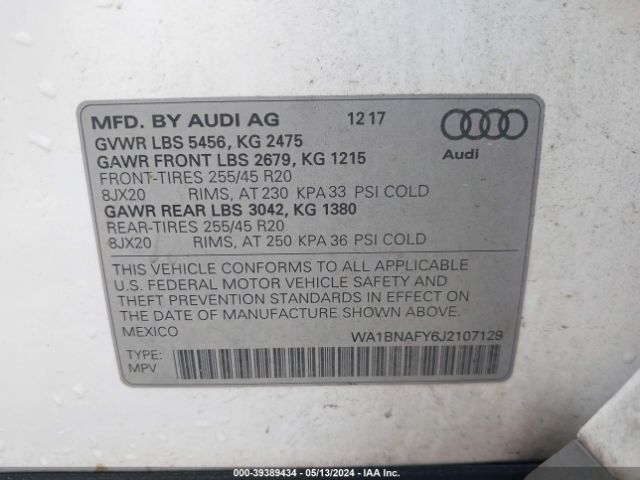 MFD. BY AUDI AG 12 17
GVWR LBS 5456, KG 2475
GAWR FRONT LBS 2679, KG 1215
FRONT-TIRES 255/45 R20
8JX20 RIMS, AT 230 KPA 33 PSI COLD
GAWR REAR LBS 3042, KG 1380
REAR-TIRES 255/45 R20
8JX20 RIMS, AT 250 KPA 36 PSI COLD
Audi
THIS VEHICLE CONFORMS TO ALL APPLICABLE
U.S. FEDERAL MOTOR VEHICLE SAFETY AND
THEFT PREVENTION STANDARDS IN EFFECT ON
THE DATE OF MANUFACTURE SHOWN ABOVE.
MEXICO WA1BNAFY6J2107129
TYPE:
MPV
000-39389434 - 05/13/2024 - IAAI.COM